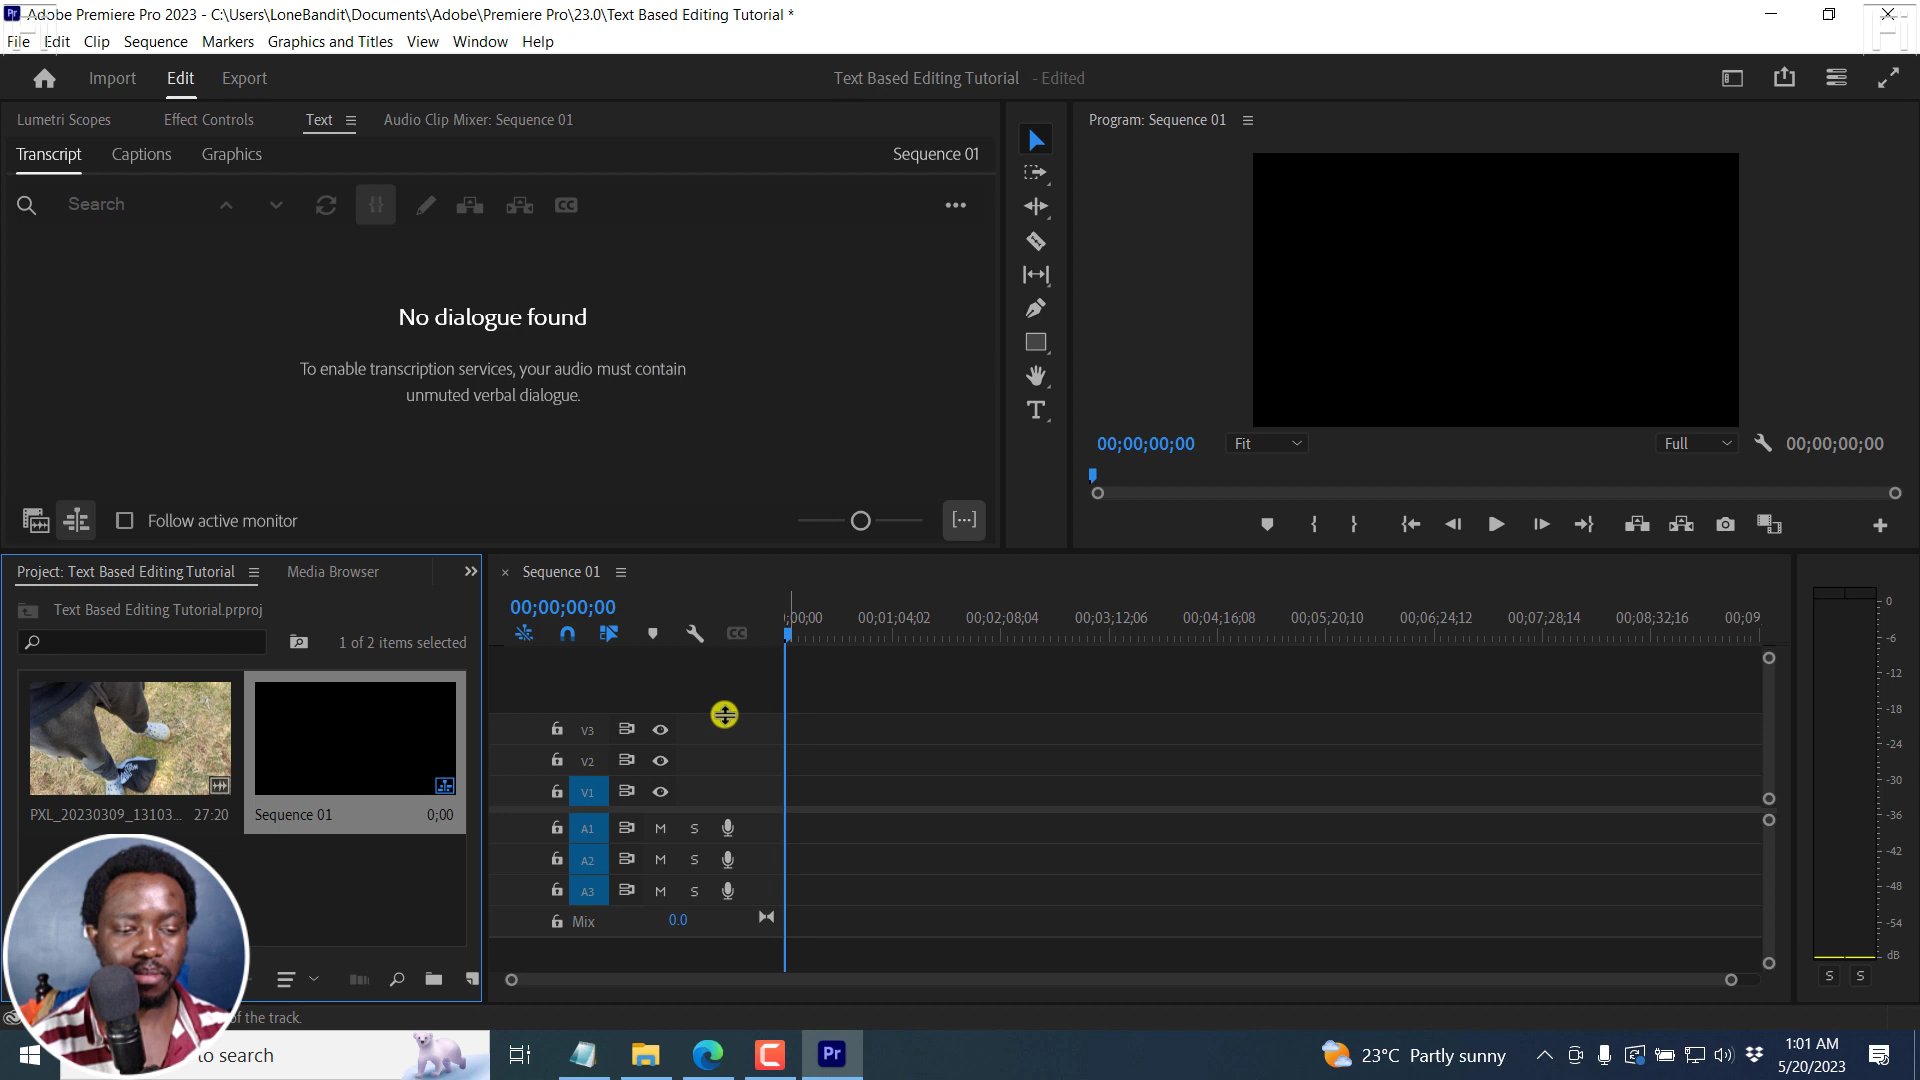 Pr Adobe Premiere Pro 2023 - C:\Users\LoneBandit\Documents\Adobe\Premiere Pro\23.0\Text Based Editing Tutorial *
File Edit Clip Sequence Markers Graphics and Titles View Window Help
Import Edit Export
Text Based Editing Tutorial - Edited
Lumetri Scopes Effect Controls Text Audio Clip Mixer: Sequence 01
Transcript Captions Graphics Sequence 01
Search
CC
No dialogue found
To enable transcription services, your audio must contain
unmuted verbal dialogue.
Follow active monitor
Program: Sequence 01
00;00;00;00 Fit Full 00;00;00;00
Project: Text Based Editing Tutorial Media Browser
Text Based Editing Tutorial.prproj
1 of 2 items selected
PXL_20230309_13103... 27:20
Sequence 01 0;00
× Sequence 01
00;00;00;00
;00;00 00;01;04;02 00;02;08;04 00;03;12;06 00;04;16;08 00;05;20;10 00;06;24;12 00;07;28;14 00;08;32;16 00;09
CC
V3
V2
V1
A1 M S
A2 M S
A3 M S
Mix 0.0
0
-6
-12
-18
-24
-30
-36
-42
-48
-54
dB
S S
of the track.
to search
Pr
23°C Partly sunny
1:01 AM
5/20/2023